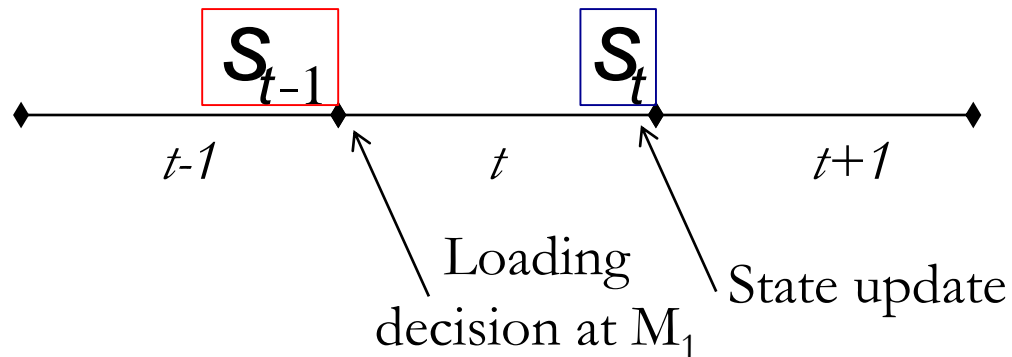 S_{t-1} S_t
t-1 t t+1
Loading
decision at M_1
State update